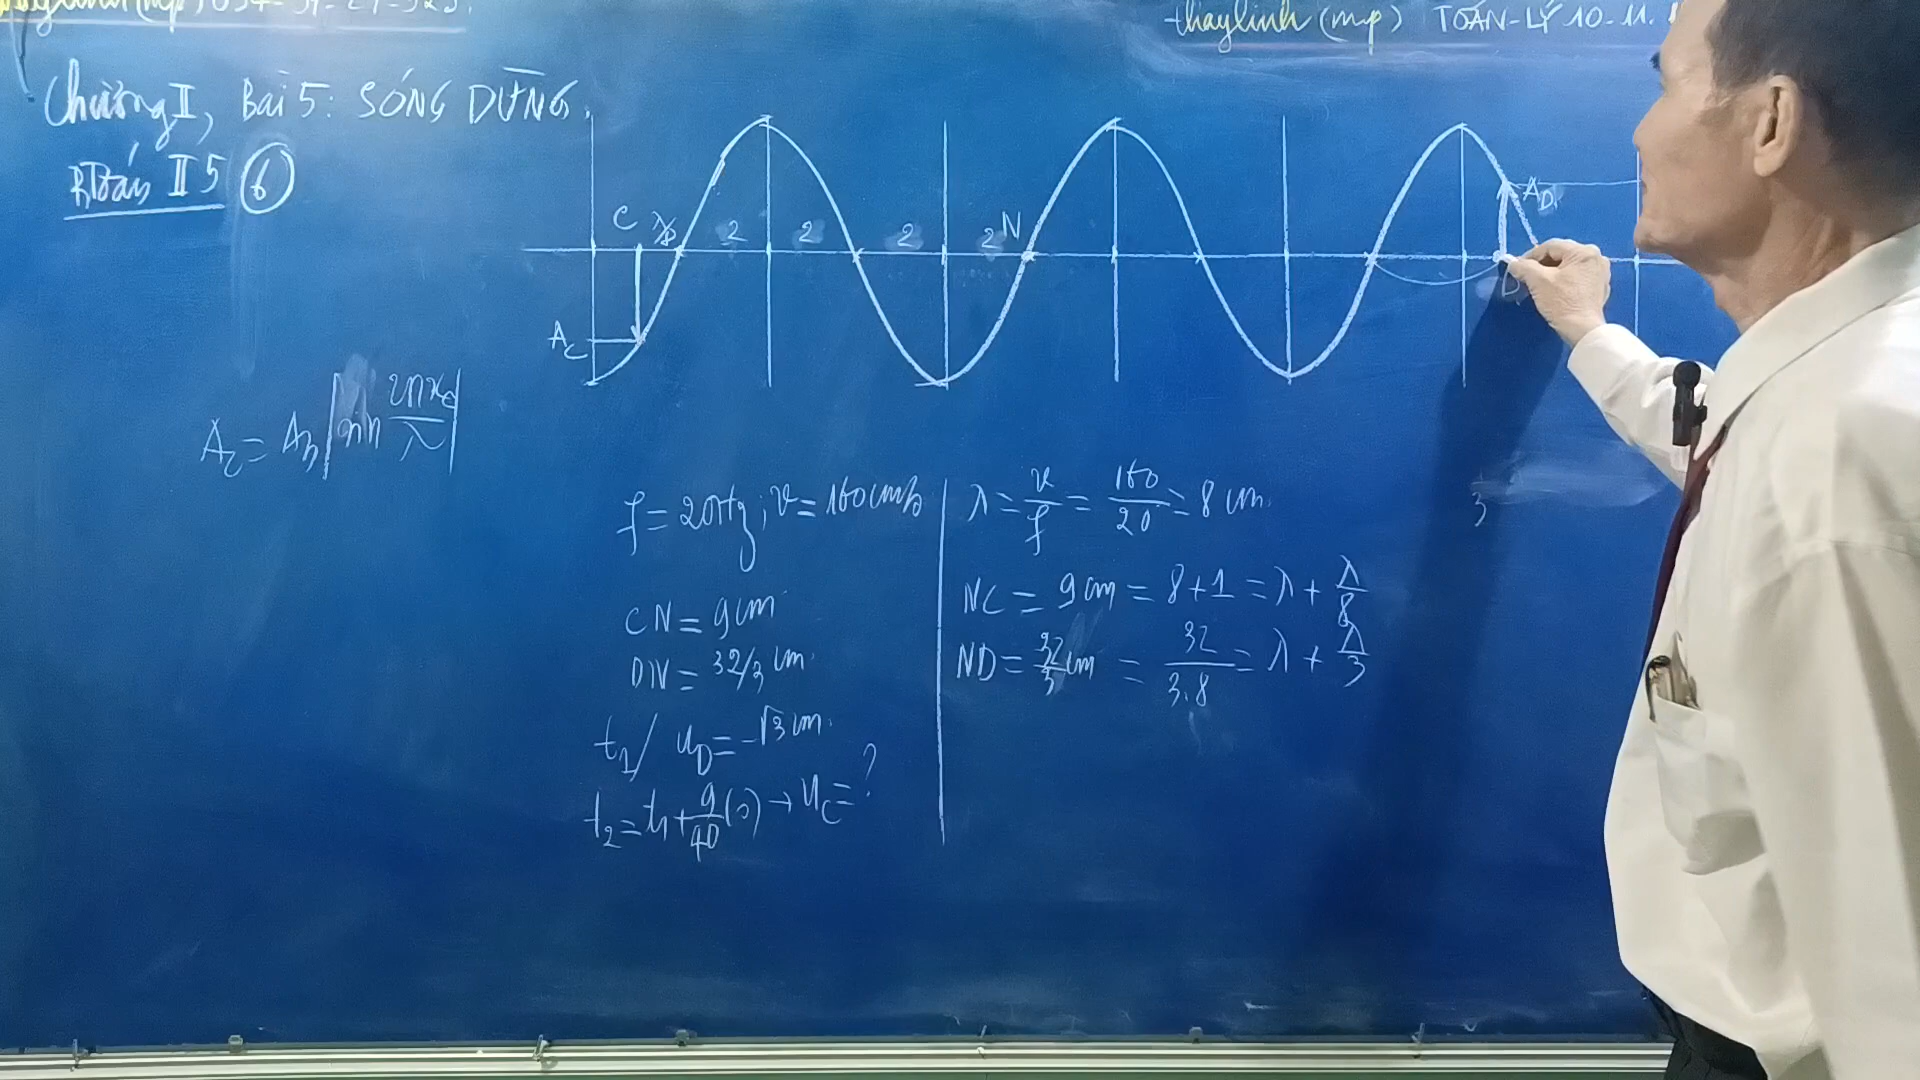 thaylinh (mp) TOÁN-LÝ 10-11.
Chương II, Bài 5: SÓNG DỪNG.
II 5 (6)
C λ/8 2 2 2 2 N
A_D
D
A_C
A_C = A_b |sin 2πx_C/λ|
f = 20Hz; v = 160cm/s
CN = 9cm
DN = 32/3 cm.
t₁/ u_D = -√3 cm.
t₂ = t₁ + 9/40 (s) → u_C = ?
λ = v/f = 160/20 = 8 cm.
NC = 9cm = 8+1 = λ + λ/8
ND = 32/3 cm = 32/3.8 = λ + λ/3
3